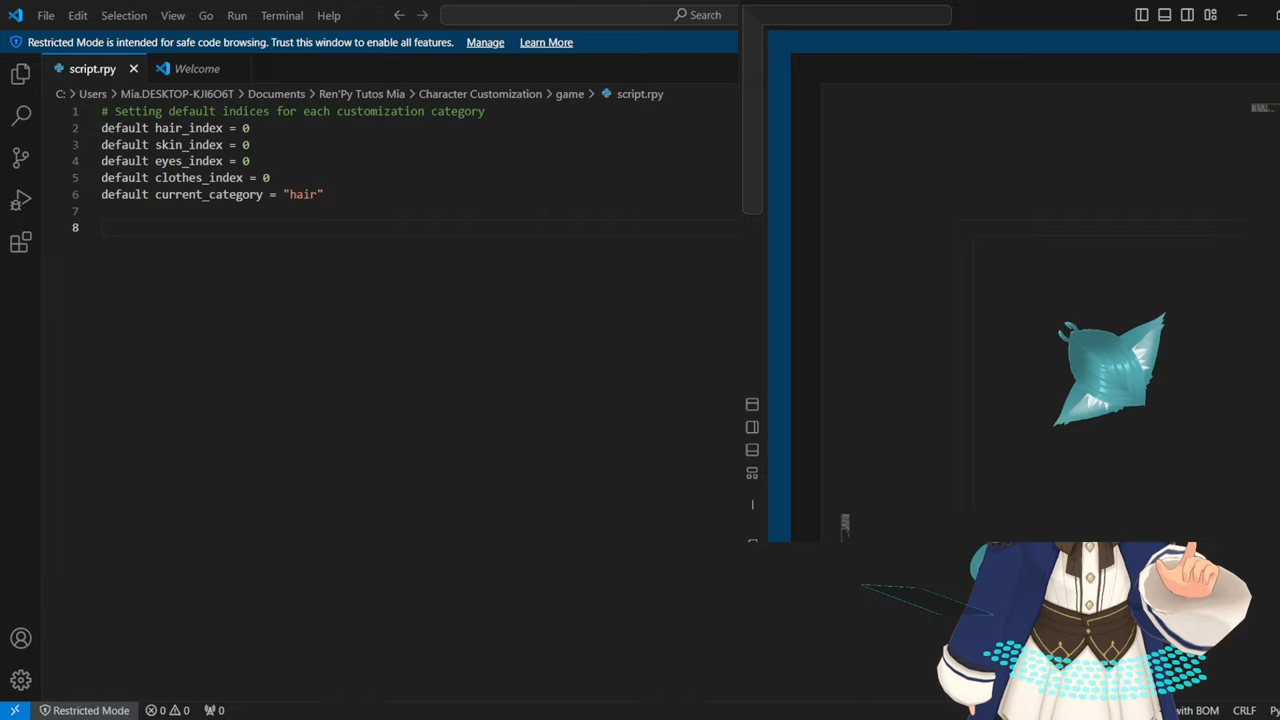 File Edit Selection View Go Run Terminal Help Search
Restricted Mode is intended for safe code browsing. Trust this window to enable all features. Manage Learn More
script.rpy Welcome
C: > Users > Mia.DESKTOP-KJI6O6T > Documents > Ren'Py Tutos Mia > Character Customization > game > script.rpy
1 # Setting default indices for each customization category
2 default hair_index = 0
3 default skin_index = 0
4 default eyes_index = 0
5 default clothes_index = 0
6 default current_category = "hair"
7
8
Restricted Mode 0 0 0 with BOM CRLF